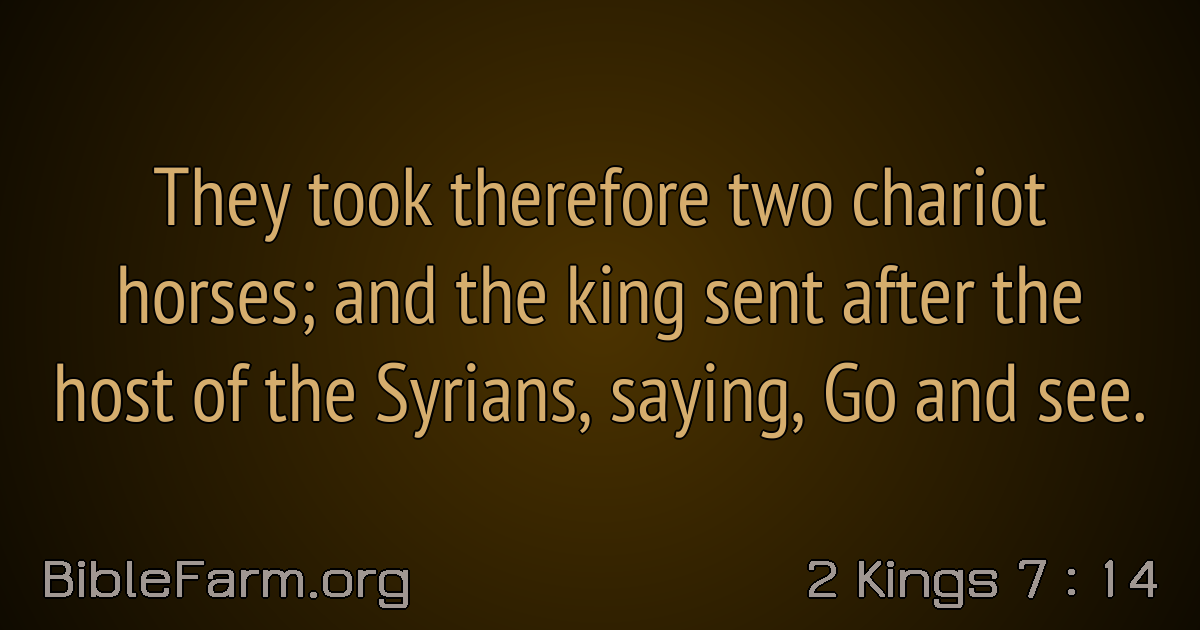 They took therefore two chariot
horses; and the king sent after the
host of the Syrians, saying, Go and see.
BibleFarm.org
2 Kings 7 : 14